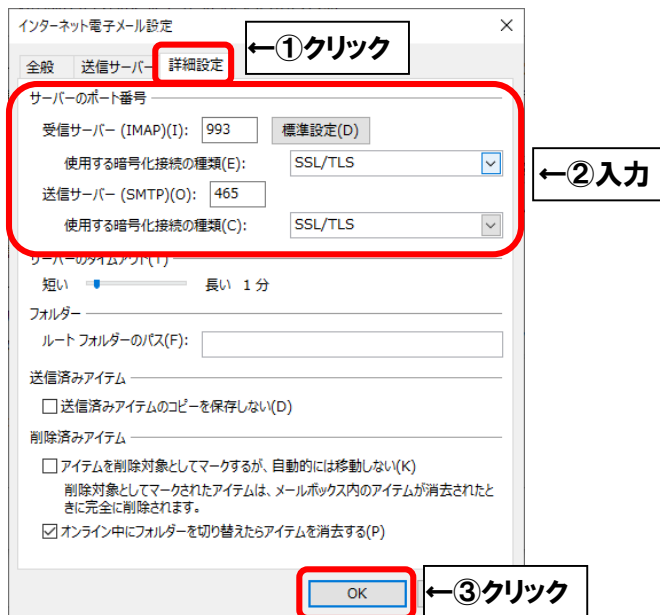 インターネット電子メール設定
←①クリック
全般 送信サーバー 詳細設定
サーバーのポート番号
受信サーバー (IMAP)(I): 993 標準設定(D)
使用する暗号化接続の種類(E): SSL/TLS
←②入力
送信サーバー (SMTP)(O): 465
使用する暗号化接続の種類(C): SSL/TLS
サーバーのタイムアウト(T)
短い 長い 1 分
フォルダー
ルート フォルダーのパス(F):
送信済みアイテム
送信済みアイテムのコピーを保存しない(D)
削除済みアイテム
アイテムを削除対象としてマークするが、自動的には移動しない(K)
削除対象としてマークされたアイテムは、メールボックス内のアイテムが消去されたと
きに完全に削除されます。
オンライン中にフォルダーを切り替えたらアイテムを消去する(P)
OK
←③クリック